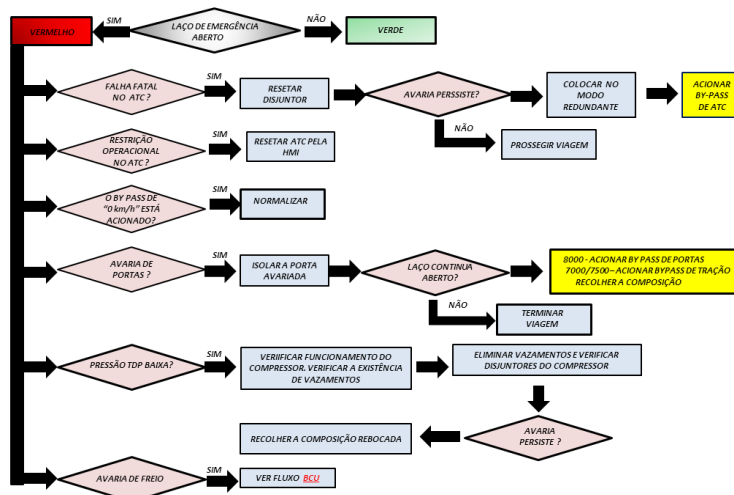 SIM
LAÇO DE EMERGÊNCIA
ABERTO
NÃO
VERMELHO
VERDE
FALHA FATAL
NO ATC ?
SIM
RESETAR
DISJUNTOR
AVARIA PERSSISTE?
COLOCAR NO
MODO
REDUNDANTE
ACIONAR
BY-PASS
DE ATC
NÃO
PROSSEGIR VIAGEM
RESTRIÇÃO
OPERACIONAL
NO ATC ?
SIM
RESETAR ATC PELA
HMI
O BY PASS DE
“0 km/h” ESTÁ
ACIONADO?
SIM
NORMALIZAR
AVARIA DE
PORTAS ?
SIM
ISOLAR A PORTA
AVARIADA
LAÇO CONTINUA
ABERTO?
8000 - ACIONAR BY PASS DE PORTAS
7000/7500 – ACIONAR BYPASS DE TRAÇÃO
RECOLHER A COMPOSIÇÃO
NÃO
TERMINAR
VIAGEM
PRESSÃO TDP BAIXA?
SIM
VERIIFICAR FUNCIONAMENTO DO
COMPRESSOR. VERIFICAR A EXISTÊNCIA
DE VAZAMENTOS
ELIMINAR VAZAMENTOS E VERIFICAR
DISJUNTORES DO COMPRESSOR
AVARIA
PERSISTE ?
RECOLHER A COMPOSIÇÃO REBOCADA
AVARIA DE FREIO
SIM
VER FLUXO BCU